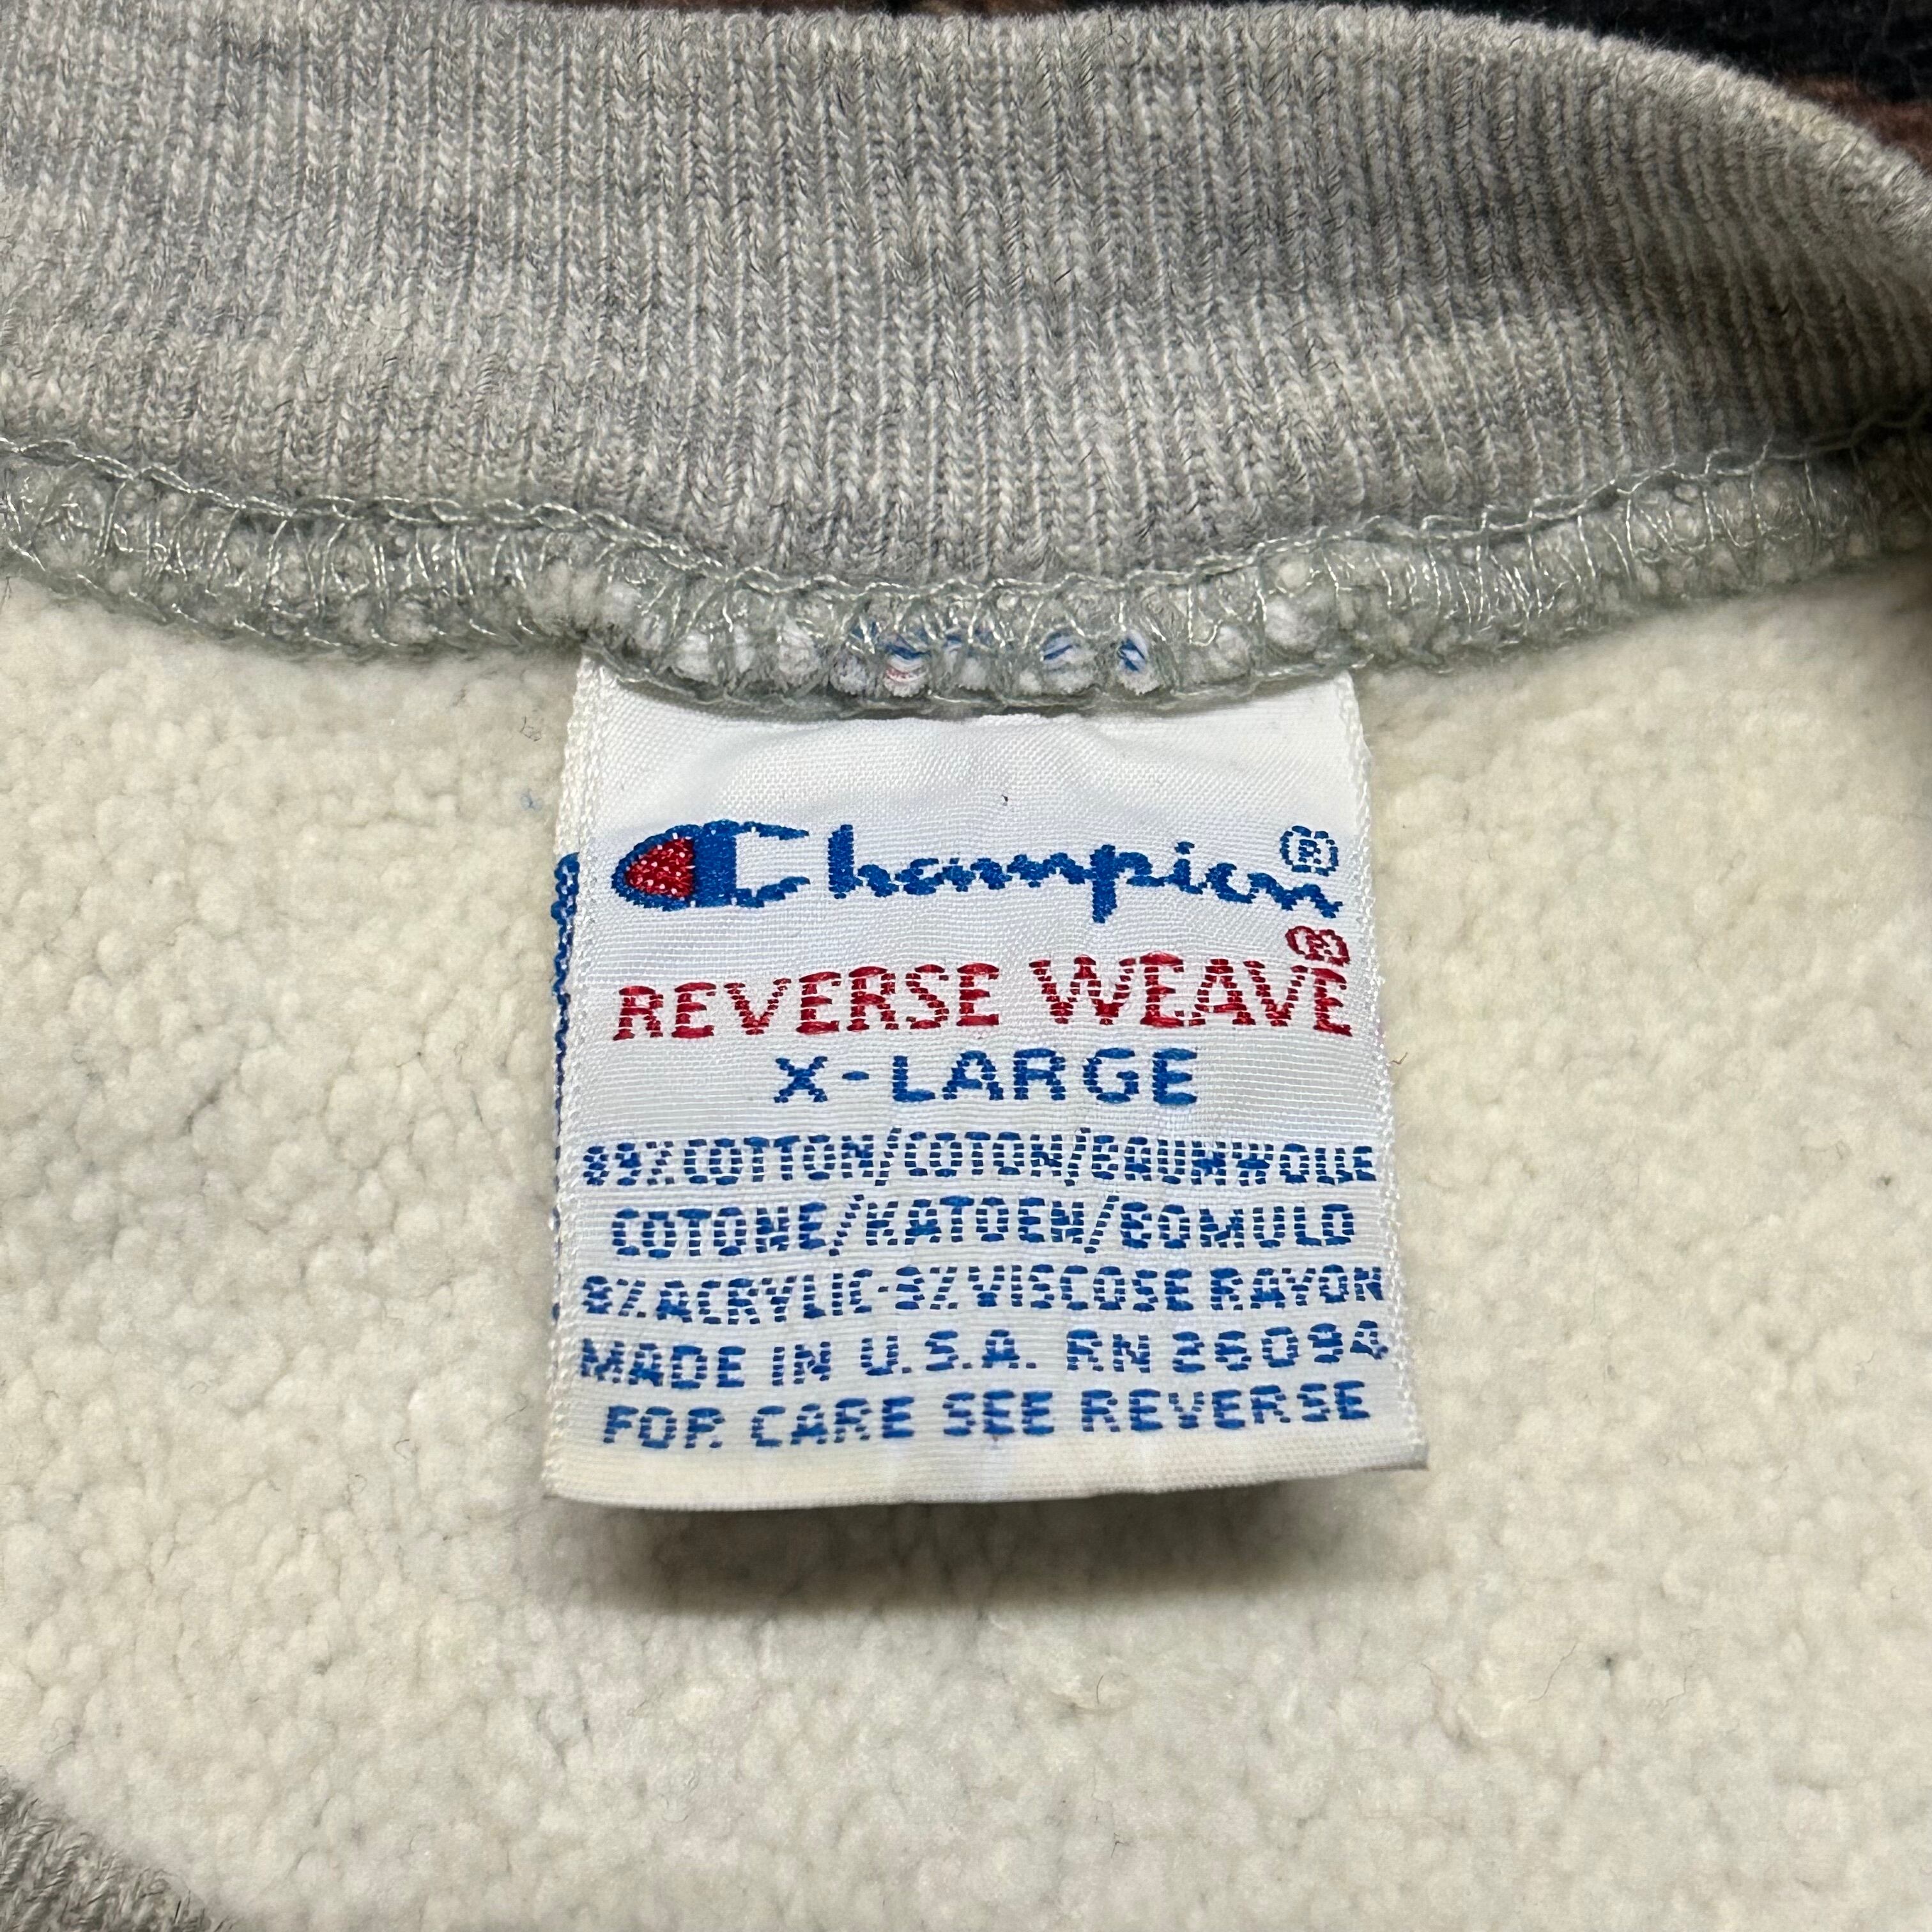 Champion®
REVERSE WEAVE®
X-LARGE
89% COTTON/COTON/BAUMWOLLE
COTONE/KATOEN/BOMULD
8% ACRYLIC-3% VISCOSE RAYON
MADE IN U.S.A. RN 26094
FOR CARE SEE REVERSE